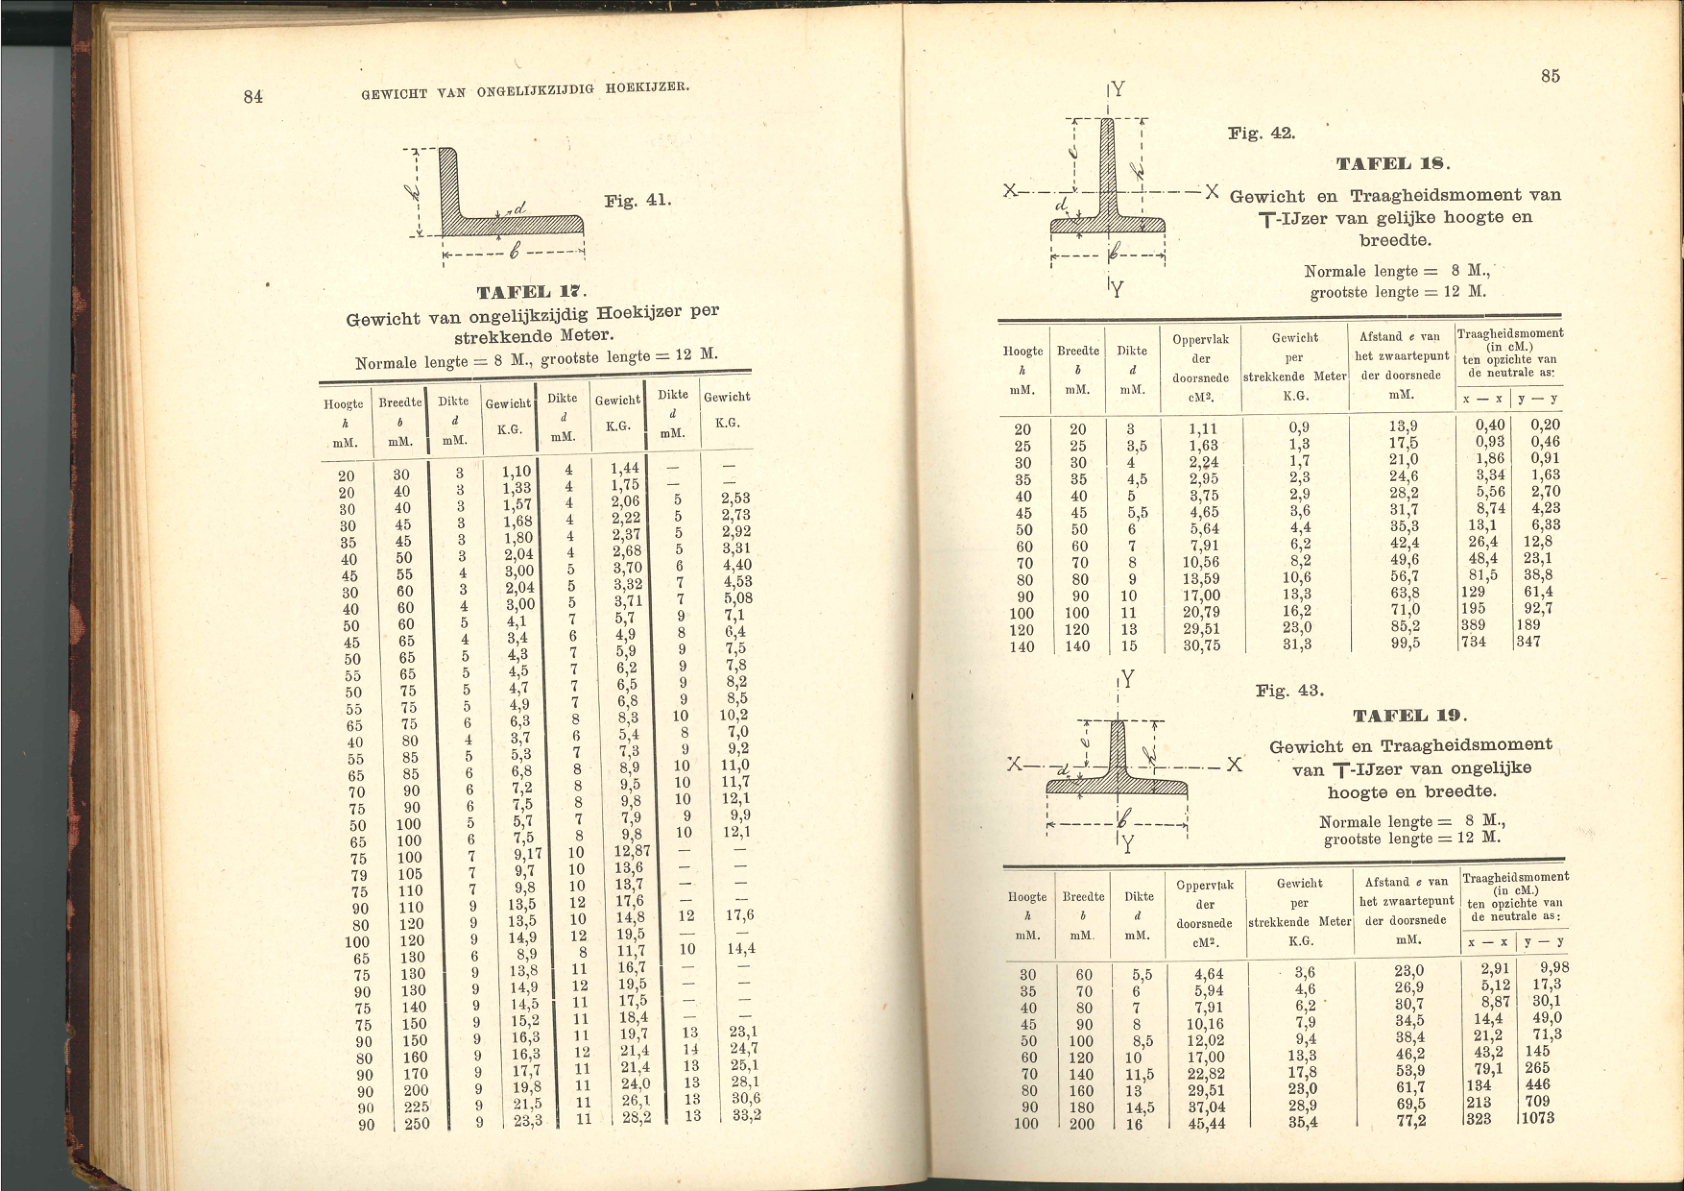 84
GEWICHT VAN ONGELIJKZIJDIG HOEKIJZER.
h
d
b
Fig. 41.
TAFEL 17.
Gewicht van ongelijkzijdig Hoekijzer per
strekkende Meter.
Normale lengte = 8 M., grootste lengte = 12 M.
Hoogte h mM. Breedte b mM. Dikte d mM. Gewicht K.G. Dikte d mM. Gewicht K.G. Dikte d mM. Gewicht K.G.
20 30 3 1,10 4 1,44 — —
20 40 3 1,33 4 1,75 — —
30 40 3 1,57 4 2,06 5 2,53
30 45 3 1,68 4 2,22 5 2,73
35 45 3 1,80 4 2,37 5 2,92
40 50 3 2,04 4 2,68 5 3,31
45 55 4 3,00 5 3,70 6 4,40
30 60 3 2,04 5 3,32 7 4,53
40 60 4 3,00 5 3,71 7 5,08
50 60 5 4,1 7 5,7 9 7,1
45 65 4 3,4 6 4,9 8 6,4
50 65 5 4,3 7 5,9 9 7,5
55 65 5 4,5 7 6,2 9 7,8
50 75 5 4,7 7 6,5 9 8,2
55 75 5 4,9 7 6,8 9 8,5
65 75 6 6,3 8 8,3 10 10,2
40 80 4 3,7 6 5,4 8 7,0
55 85 5 5,3 7 7,3 9 9,2
65 85 6 6,8 8 8,9 10 11,0
70 90 6 7,2 8 9,5 10 11,7
75 90 6 7,5 8 9,8 10 12,1
50 100 5 5,7 7 7,9 9 9,9
65 100 6 7,5 8 9,8 10 12,1
75 100 7 9,17 10 12,87 — —
79 105 7 9,7 10 13,6 — —
75 110 7 9,8 10 13,7 — —
90 110 9 13,5 12 17,6 — —
80 120 9 13,5 10 14,8 12 17,6
100 120 9 14,9 12 19,5 — —
65 130 6 8,9 8 11,7 10 14,4
75 130 9 13,8 11 16,7 — —
90 130 9 14,9 12 19,5 — —
75 140 9 14,5 11 17,5 — —
75 150 9 15,2 11 18,4 — —
90 150 9 16,3 11 19,7 13 23,1
80 160 9 16,3 12 21,4 14 24,7
90 170 9 17,7 11 21,4 13 25,1
90 200 9 19,8 11 24,0 13 28,1
90 225 9 21,5 11 26,1 13 30,6
90 250 9 23,3 11 28,2 13 33,2
85
Y
e
h
X X
d
b
Y
Fig. 42.
TAFEL 18.
Gewicht en Traagheidsmoment van
T-IJzer van gelijke hoogte en
breedte.
Normale lengte = 8 M.,
grootste lengte = 12 M.
Hoogte h mM. Breedte b mM. Dikte d mM. Oppervlak der doorsnede cM². Gewicht per strekkende Meter K.G. Afstand e van het zwaartepunt der doorsnede mM. Traagheidsmoment (in cM.) ten opzichte van de neutrale as: x — x y — y
20 20 3 1,11 0,9 13,9 0,40 0,20
25 25 3,5 1,63 1,3 17,5 0,93 0,46
30 30 4 2,24 1,7 21,0 1,86 0,91
35 35 4,5 2,95 2,3 24,6 3,34 1,63
40 40 5 3,75 2,9 28,2 5,56 2,70
45 45 5,5 4,65 3,6 31,7 8,74 4,23
50 50 6 5,64 4,4 35,3 13,1 6,33
60 60 7 7,91 6,2 42,4 26,4 12,8
70 70 8 10,56 8,2 49,6 48,4 23,1
80 80 9 13,59 10,6 56,7 81,5 38,8
90 90 10 17,00 13,3 63,8 129 61,4
100 100 11 20,79 16,2 71,0 195 92,7
120 120 13 29,51 23,0 85,2 389 189
140 140 15 30,75 31,3 99,5 734 347
Y
e
h
X X
d
b
Y
Fig. 43.
TAFEL 19.
Gewicht en Traagheidsmoment
van T-IJzer van ongelijke
hoogte en breedte.
Normale lengte = 8 M.,
grootste lengte = 12 M.
Hoogte h mM. Breedte b mM. Dikte d mM. Oppervlak der doorsnede cM². Gewicht per strekkende Meter K.G. Afstand e van het zwaartepunt der doorsnede mM. Traagheidsmoment (in cM.) ten opzichte van de neutrale as: x — x y — y
30 60 5,5 4,64 3,6 23,0 2,91 9,98
35 70 6 5,94 4,6 26,9 5,12 17,3
40 80 7 7,91 6,2 30,7 8,87 30,1
45 90 8 10,16 7,9 34,5 14,4 49,0
50 100 8,5 12,02 9,4 38,4 21,2 71,3
60 120 10 17,00 13,3 46,2 43,2 145
70 140 11,5 22,82 17,8 53,9 79,1 265
80 160 13 29,51 23,0 61,7 134 446
90 180 14,5 37,04 28,9 69,5 213 709
100 200 16 45,44 35,4 77,2 323 1073